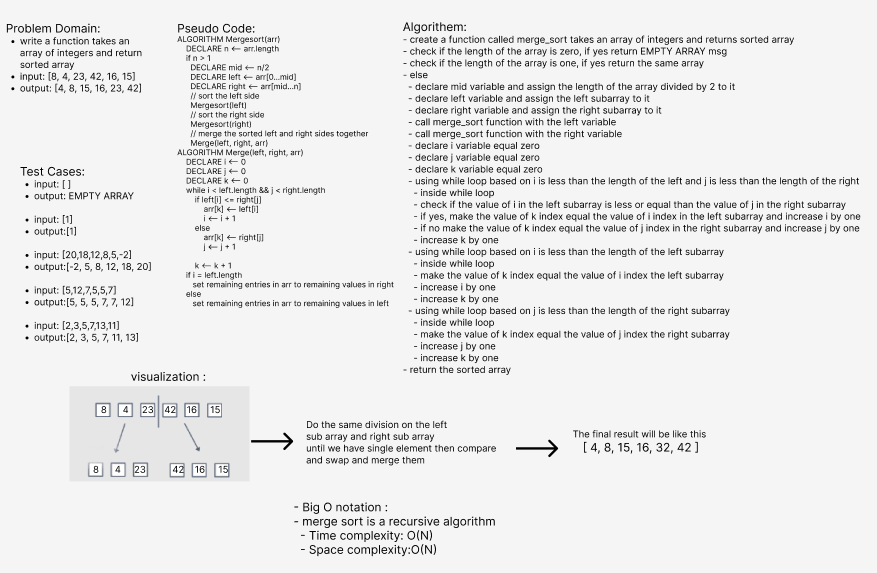 Problem Domain:
• write a function takes an
array of integers and return
sorted array
• input: [8, 4, 23, 42, 16, 15]
• output: [4, 8, 15, 16, 23, 42]
Test Cases:
• input: [ ]
• output: EMPTY ARRAY
• input: [1]
• output:[1]
• input: [20,18,12,8,5,-2]
• output:[-2, 5, 8, 12, 18, 20]
• input: [5,12,7,5,5,7]
• output:[5, 5, 5, 7, 7, 12]
• input: [2,3,5,7,13,11]
• output:[2, 3, 5, 7, 11, 13]
Pseudo Code:
ALGORITHM Mergesort(arr)
DECLARE n <-- arr.length
if n > 1
DECLARE mid <-- n/2
DECLARE left <-- arr[0...mid]
DECLARE right <-- arr[mid...n]
// sort the left side
Mergesort(left)
// sort the right side
Mergesort(right)
// merge the sorted left and right sides together
Merge(left, right, arr)
ALGORITHM Merge(left, right, arr)
DECLARE i <-- 0
DECLARE j <-- 0
DECLARE k <-- 0
while i < left.length && j < right.length
if left[i] <= right[j]
arr[k] <-- left[i]
i <-- i + 1
else
arr[k] <-- right[j]
j <-- j + 1
k <-- k + 1
if i = left.length
set remaining entries in arr to remaining values in right
else
set remaining entries in arr to remaining values in left
Algorithem:
- create a function called merge_sort takes an array of integers and returns sorted array
- check if the length of the array is zero, if yes return EMPTY ARRAY msg
- check if the length of the array is one, if yes return the same array
- else
- declare mid variable and assign the length of the array divided by 2 to it
- declare left variable and assign the left subarray to it
- declare right variable and assign the right subarray to it
- call merge_sort function with the left variable
- call merge_sort function with the right variable
- declare i variable equal zero
- declare j variable equal zero
- declare k variable equal zero
- using while loop based on i is less than the length of the left and j is less than the length of the right
- inside while loop
- check if the value of i in the left subarray is less or equal than the value of j in the right subarray
- if yes, make the value of k index equal the value of i index in the left subarray and increase i by one
- if no make the value of k index equal the value of j index in the right subarray and increase j by one
- increase k by one
- using while loop based on i is less than the length of the left subarray
- inside while loop
- make the value of k index equal the value of i index the left subarray
- increase i by one
- increase k by one
- using while loop based on j is less than the length of the right subarray
- inside while loop
- make the value of k index equal the value of j index the right subarray
- increase j by one
- increase k by one
- return the sorted array
visualization :
8 4 23 42 16 15
8 4 23 42 16 15
Do the same division on the left
sub array and right sub array
until we have single element then compare
and swap and merge them
The final result will be like this
[ 4, 8, 15, 16, 32, 42 ]
- Big O notation :
- merge sort is a recursive algorithm
- Time complexity: O(N)
- Space complexity:O(N)